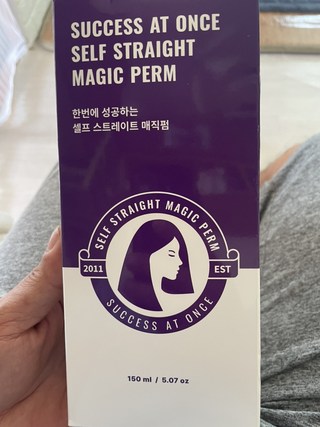 SUCCESS AT ONCE
SELF STRAIGHT
MAGIC PERM
한번에 성공하는
셀프 스트레이트 매직펌
SELF STRAIGHT MAGIC PERM
2011
EST
SUCCESS AT ONCE
150 ml / 5.07 oz